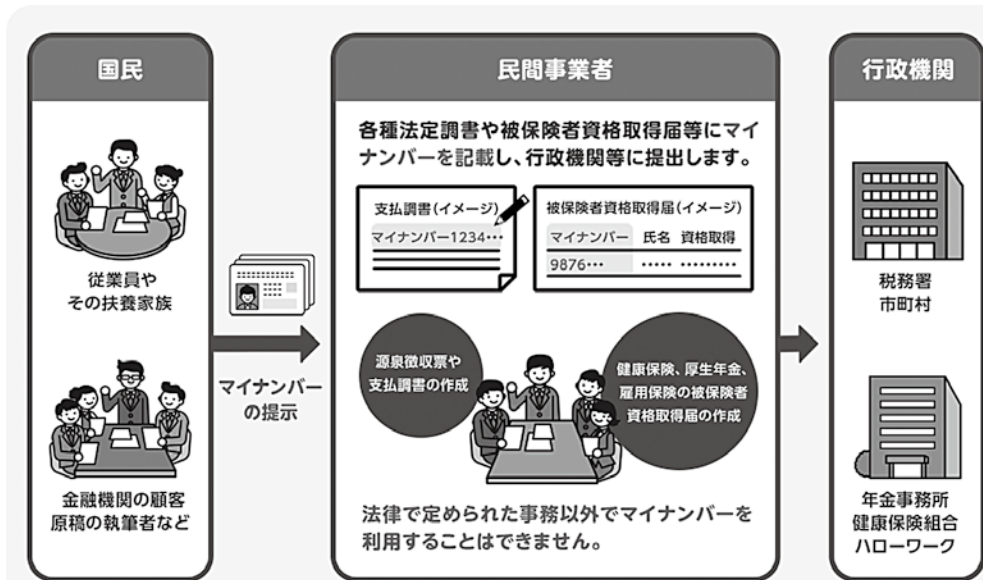 国民
従業員や
その扶養家族
金融機関の顧客
原稿の執筆者など
マイナンバー
の提示
民間事業者
各種法定調書や被保険者資格取得届等にマイ
ナンバーを記載し、行政機関等に提出します。
支払調書(イメージ)
マイナンバー1234…
被保険者資格取得届(イメージ)
マイナンバー 氏名 資格取得
9876… ····· ·········
源泉徴収票や
支払調書の作成
健康保険、厚生年金、
雇用保険の被保険者
資格取得届の作成
法律で定められた事務以外でマイナンバーを
利用することはできません。
行政機関
税務署
市町村
年金事務所
健康保険組合
ハローワーク